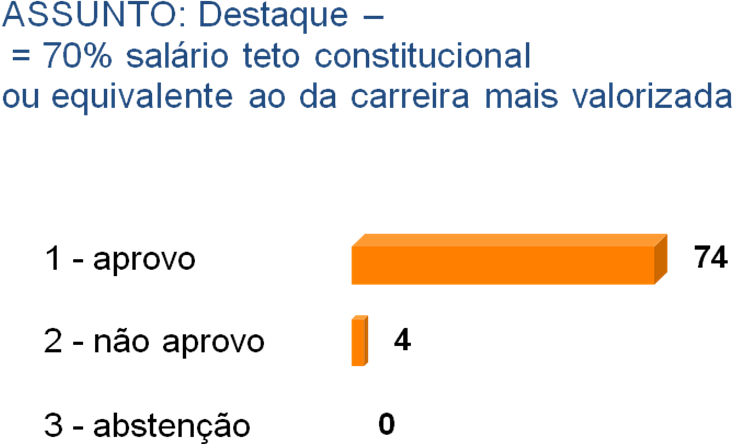 ASSUNTO: Destaque –
= 70% salário teto constitucional
ou equivalente ao da carreira mais valorizada
1 - aprovo 74
2 - não aprovo 4
3 - abstenção 0